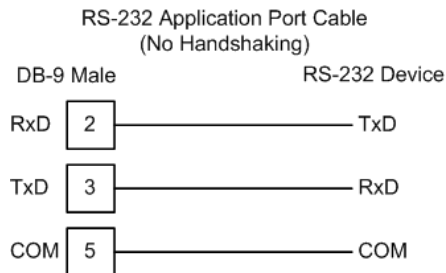 RS-232 Application Port Cable
(No Handshaking)
DB-9 Male RS-232 Device
RxD 2 TxD
TxD 3 RxD
COM 5 COM